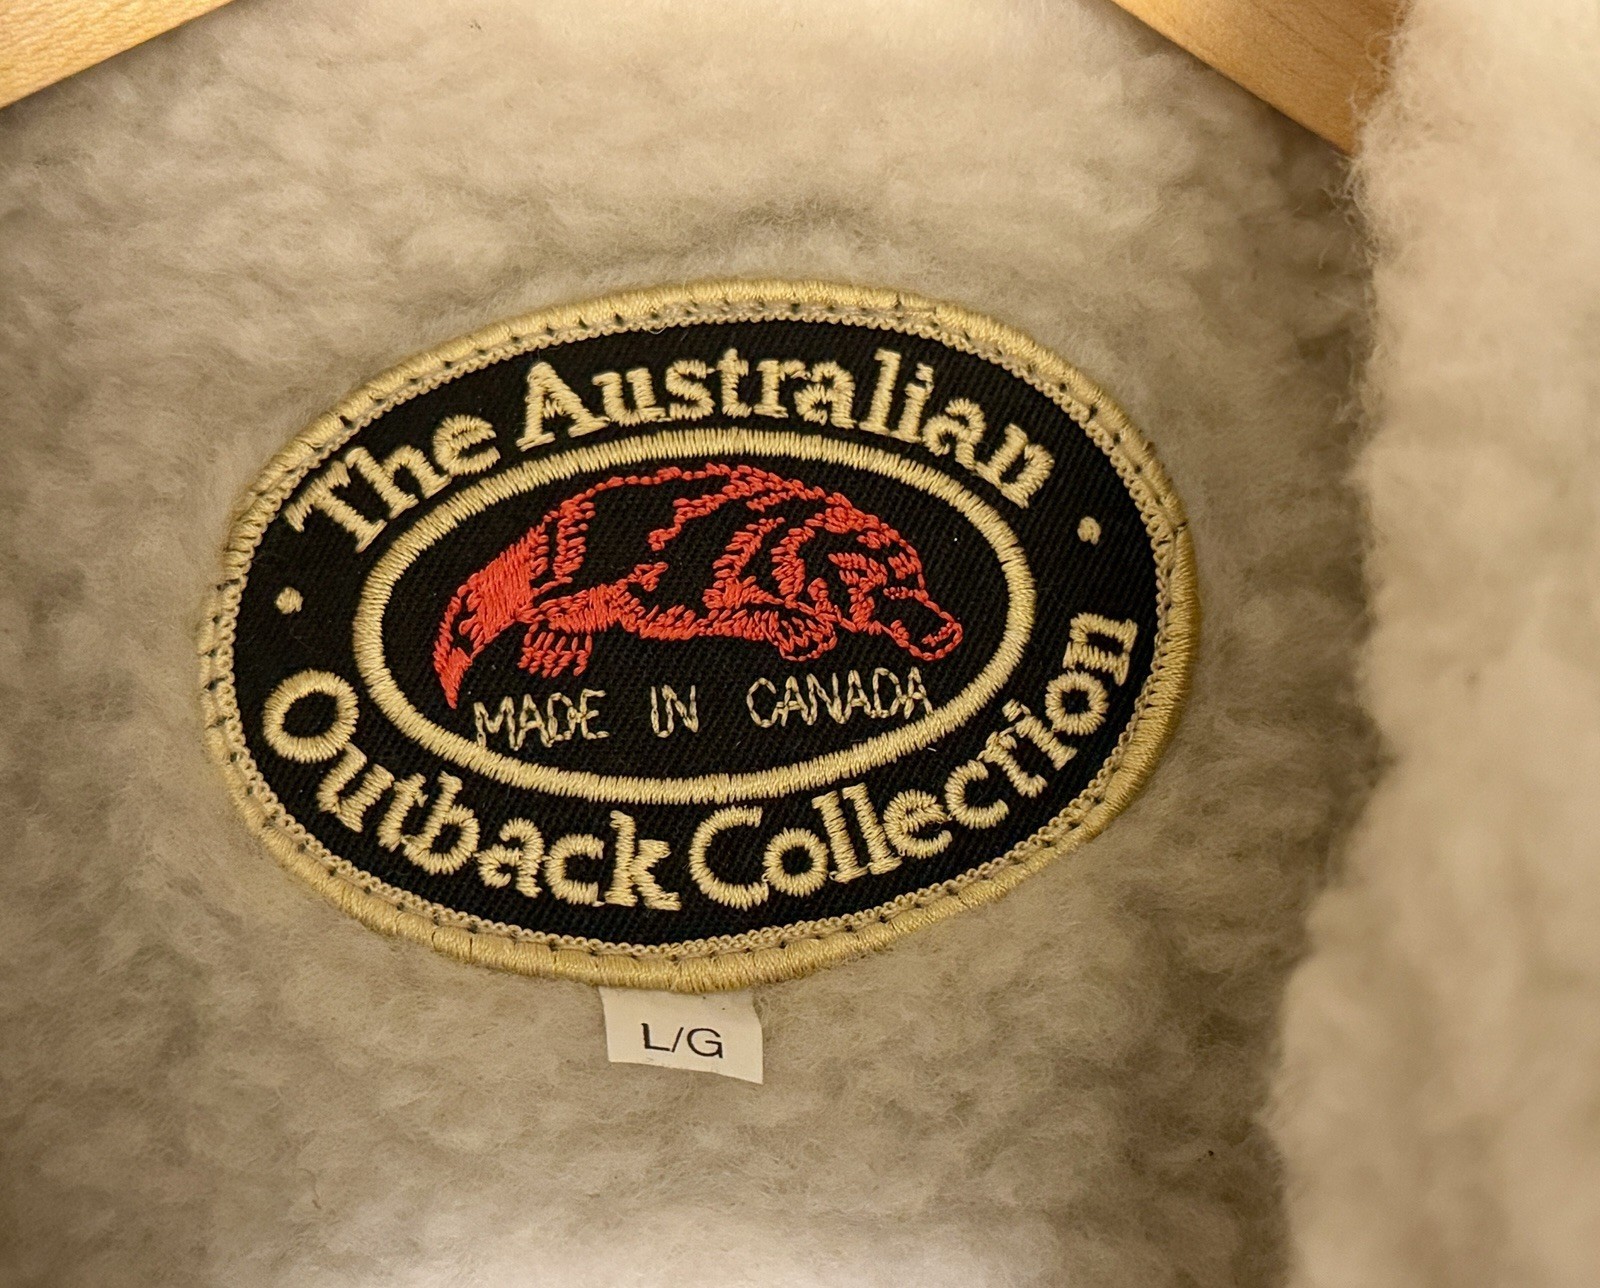 The Australian
MADE IN CANADA
Outback Collection
L/G